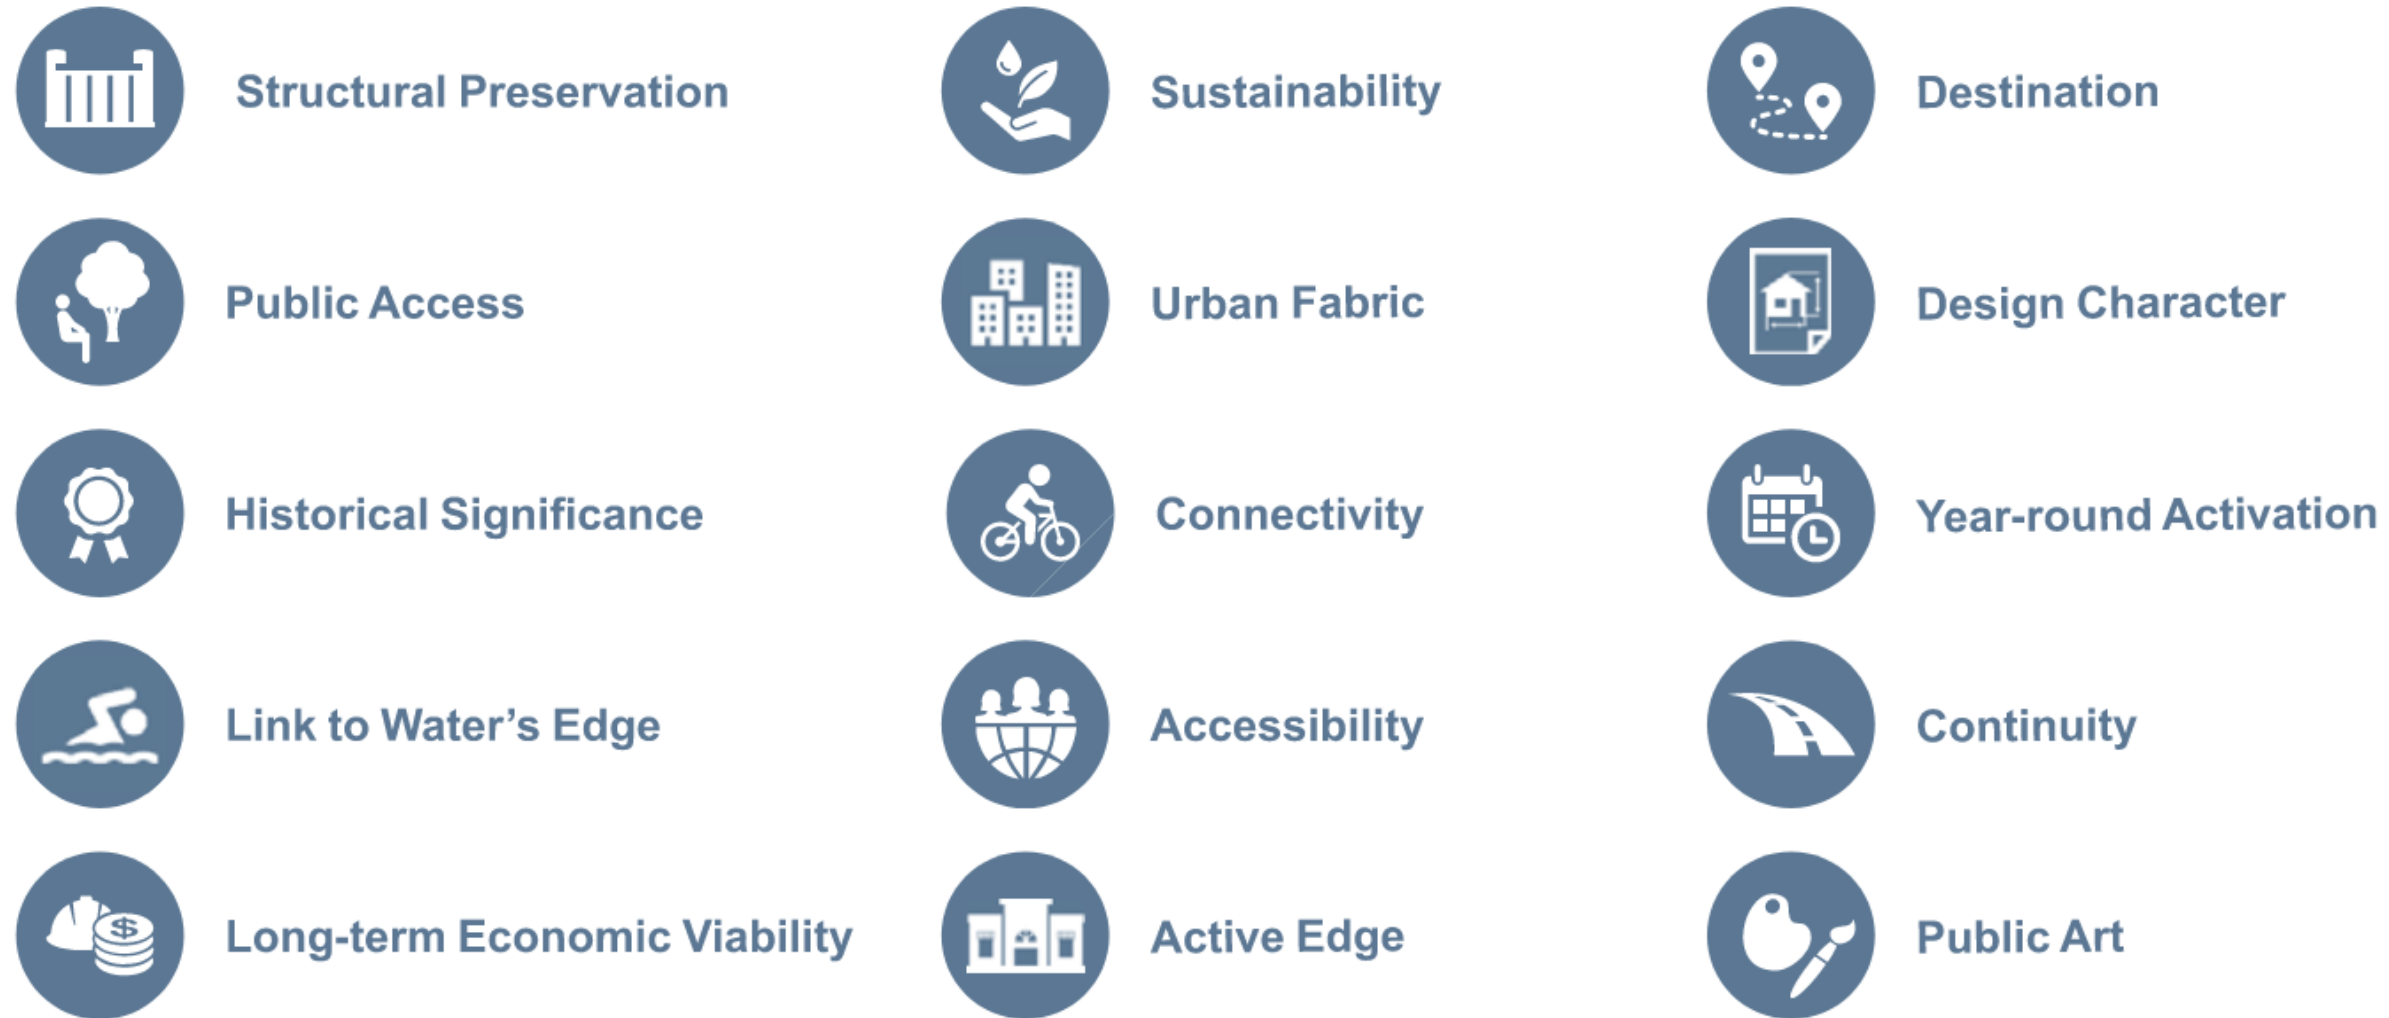 Structural Preservation
Sustainability
Destination
Public Access
Urban Fabric
Design Character
Historical Significance
Connectivity
Year-round Activation
Link to Water’s Edge
Accessibility
Continuity
$
Long-term Economic Viability
Active Edge
Public Art